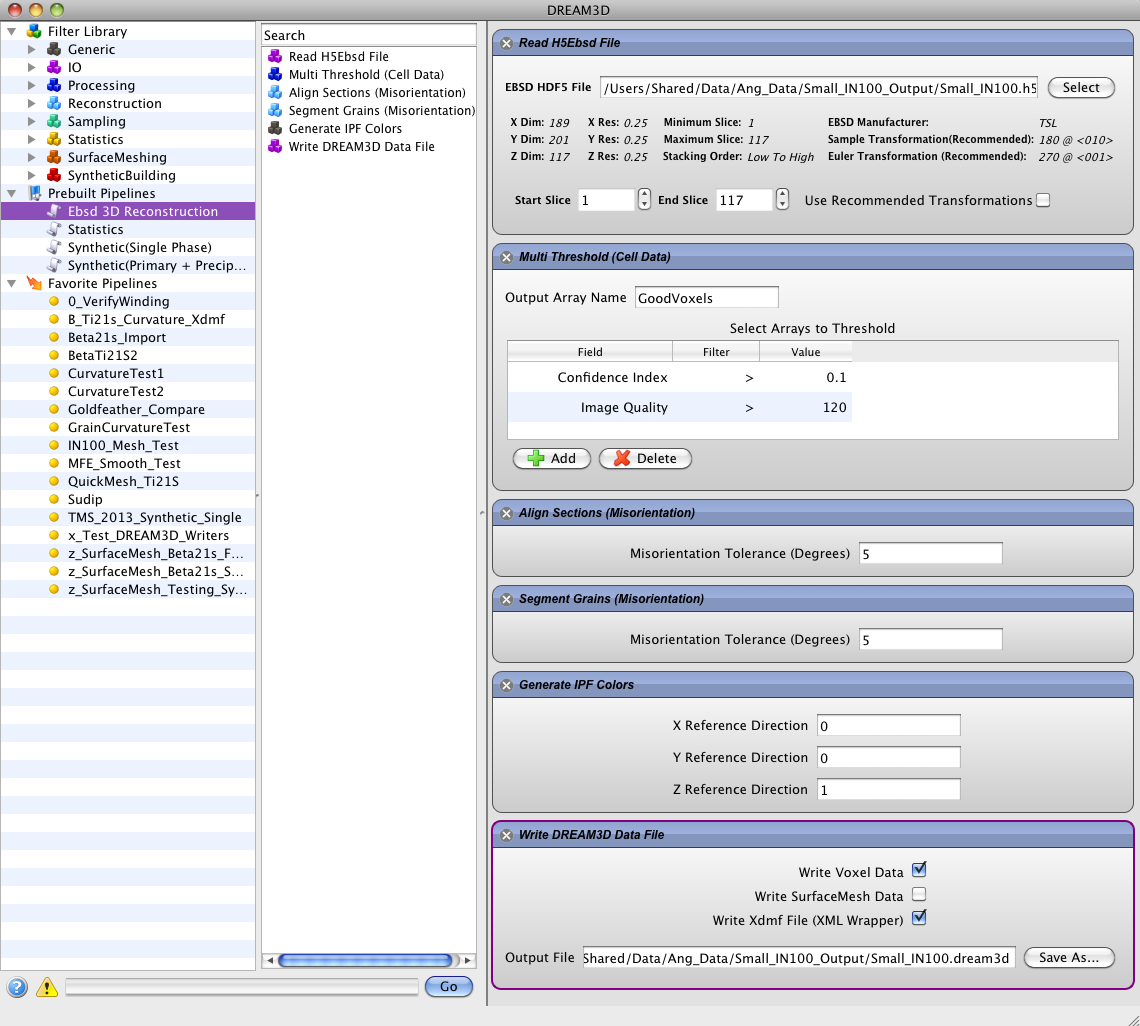 DREAM3D
Filter Library
Generic
IO
Processing
Reconstruction
Sampling
Statistics
SurfaceMeshing
SyntheticBuilding
Prebuilt Pipelines
Ebsd 3D Reconstruction
Statistics
Synthetic(Single Phase)
Synthetic(Primary + Precip...
Favorite Pipelines
0_VerifyWinding
B_Ti21s_Curvature_Xdmf
Beta21s_Import
BetaTi21S2
CurvatureTest1
CurvatureTest2
Goldfeather_Compare
GrainCurvatureTest
IN100_Mesh_Test
MFE_Smooth_Test
QuickMesh_Ti21S
Sudip
TMS_2013_Synthetic_Single
x_Test_DREAM3D_Writers
z_SurfaceMesh_Beta21s_F...
z_SurfaceMesh_Beta21s_S...
z_SurfaceMesh_Testing_Sy...
Search
Read H5Ebsd File
Multi Threshold (Cell Data)
Align Sections (Misorientation)
Segment Grains (Misorientation)
Generate IPF Colors
Write DREAM3D Data File
Go
Read H5Ebsd File
EBSD HDF5 File /Users/Shared/Data/Ang_Data/Small_IN100_Output/Small_IN100.h5 Select
X Dim: 189 X Res: 0.25 Minimum Slice: 1 EBSD Manufacturer: TSL
Y Dim: 201 Y Res: 0.25 Maximum Slice: 117 Sample Transformation(Recommended): 180 @ <010>
Z Dim: 117 Z Res: 0.25 Stacking Order: Low To High Euler Transformation (Recommended): 270 @ <001>
Start Slice 1 End Slice 117 Use Recommended Transformations
Multi Threshold (Cell Data)
Output Array Name GoodVoxels
Select Arrays to Threshold
Field Filter Value
Confidence Index > 0.1
Image Quality > 120
Add Delete
Align Sections (Misorientation)
Misorientation Tolerance (Degrees) 5
Segment Grains (Misorientation)
Misorientation Tolerance (Degrees) 5
Generate IPF Colors
X Reference Direction 0
Y Reference Direction 0
Z Reference Direction 1
Write DREAM3D Data File
Write Voxel Data
Write SurfaceMesh Data
Write Xdmf File (XML Wrapper)
Output File Shared/Data/Ang_Data/Small_IN100_Output/Small_IN100.dream3d Save As...